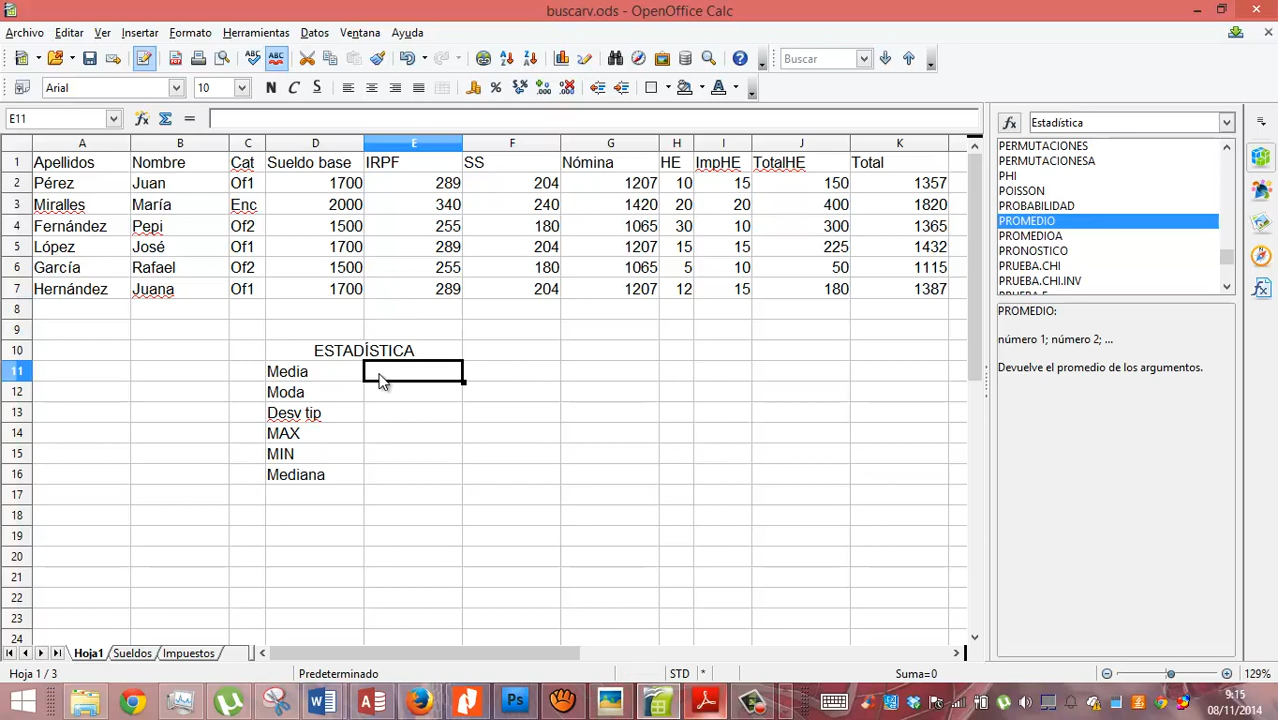 buscarv.ods - OpenOffice Calc
Archivo Editar Ver Insertar Formato Herramientas Datos Ventana Ayuda
Buscar
Arial 10
E11
Estadística
A B C D E F G H I J K
1 Apellidos Nombre Cat Sueldo base IRPF SS Nómina HE ImpHE TotalHE Total
2 Pérez Juan Of1 1700 289 204 1207 10 15 150 1357
3 Miralles María Enc 2000 340 240 1420 20 20 400 1820
4 Fernández Pepi Of2 1500 255 180 1065 30 10 300 1365
5 López José Of1 1700 289 204 1207 15 15 225 1432
6 García Rafael Of2 1500 255 180 1065 5 10 50 1115
7 Hernández Juana Of1 1700 289 204 1207 12 15 180 1387
8
9
10 ESTADÍSTICA
11 Media
12 Moda
13 Desv tip
14 MAX
15 MIN
16 Mediana
17
18
19
20
21
22
23
24
PERMUTACIONES
PERMUTACIONESA
PHI
POISSON
PROBABILIDAD
PROMEDIO
PROMEDIOA
PRONOSTICO
PRUEBA.CHI
PRUEBA.CHI.INV
PROMEDIO:
número 1; número 2; ...
Devuelve el promedio de los argumentos.
Hoja1 Sueldos Impuestos
Hoja 1 / 3 Predeterminado STD * Suma=0 129%
9:15
08/11/2014